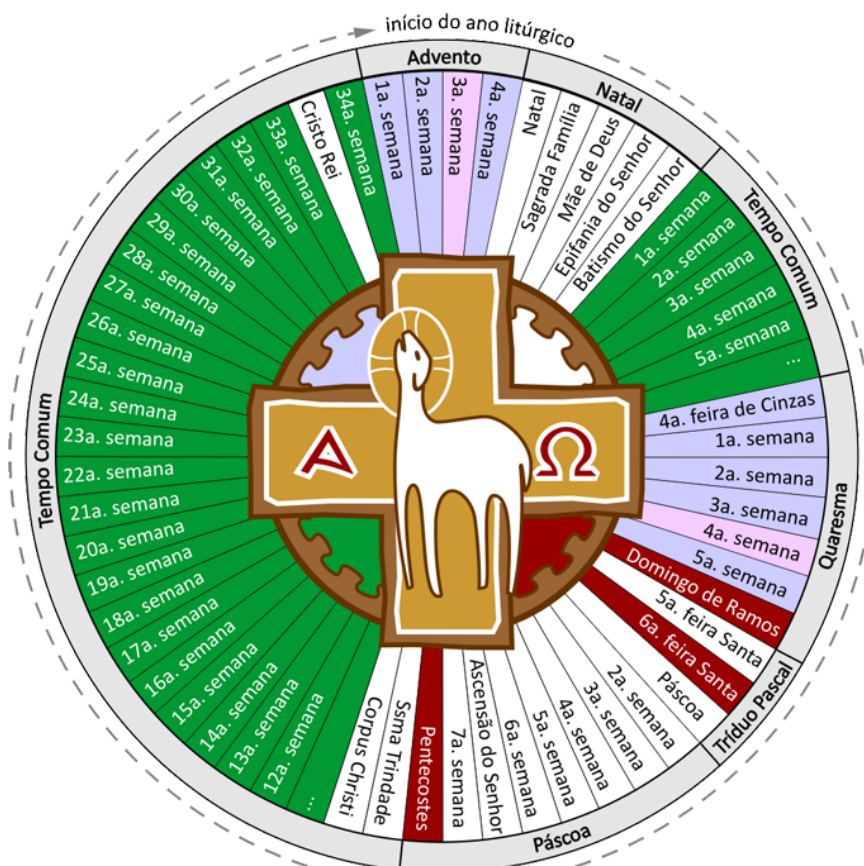 início do ano litúrgico
Advento
1a. semana
2a. semana
3a. semana
4a. semana
Natal
Natal
Sagrada Família
Mãe de Deus
Epifania do Senhor
Batismo do Senhor
Tempo Comum
1a. semana
2a. semana
3a. semana
4a. semana
5a. semana
...
Quaresma
4a. feira de Cinzas
1a. semana
2a. semana
3a. semana
4a. semana
5a. semana
Domingo de Ramos
Tríduo Pascal
5a. feira Santa
6a. feira Santa
Páscoa
Páscoa
2a. semana
3a. semana
4a. semana
5a. semana
6a. semana
Ascensão do Senhor
7a. semana
Pentecostes
Tempo Comum
Ssma Trindade
Corpus Christi
...
12a. semana
13a. semana
14a. semana
15a. semana
16a. semana
17a. semana
18a. semana
19a. semana
20a. semana
21a. semana
22a. semana
23a. semana
24a. semana
25a. semana
26a. semana
27a. semana
28a. semana
29a. semana
30a. semana
31a. semana
32a. semana
33a. semana
Cristo Rei
34a. semana
Α Ω